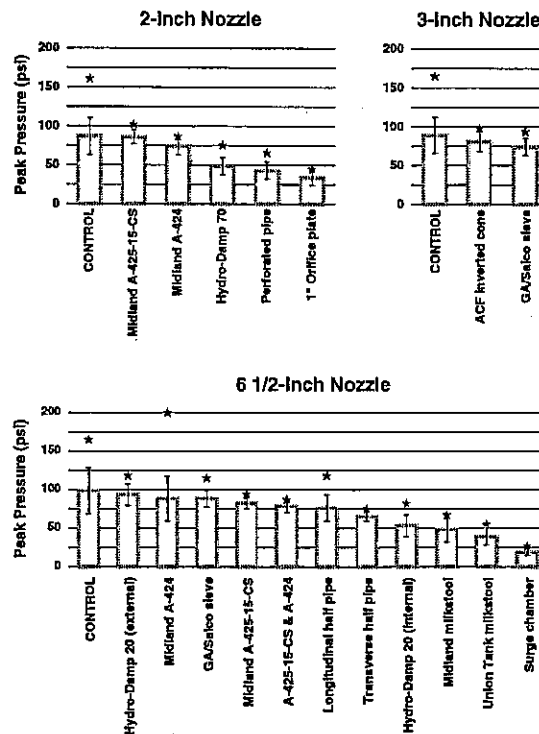 2-Inch Nozzle
Peak Pressure (psi)
200
150
100
50
0
CONTROL
Midland A-425-15-CS
Midland A-424
Hydro-Damp 70
Perforated pipe
1" Orifice plate
3-Inch Nozzle
200
150
100
50
0
CONTROL
ACF inverted cone
GA/Salco sleve
6 1/2-Inch Nozzle
Peak Pressure (psi)
200
150
100
50
0
CONTROL
Hydro-Damp 20 (external)
Midland A-424
GA/Salco sleve
Midland A-425-15-CS
A-425-15-CS & A-424
Longitudinal half pipe
Transverse half pipe
Hydro-Damp 20 (internal)
Midland milkstool
Union Tank milkstool
Surge chamber